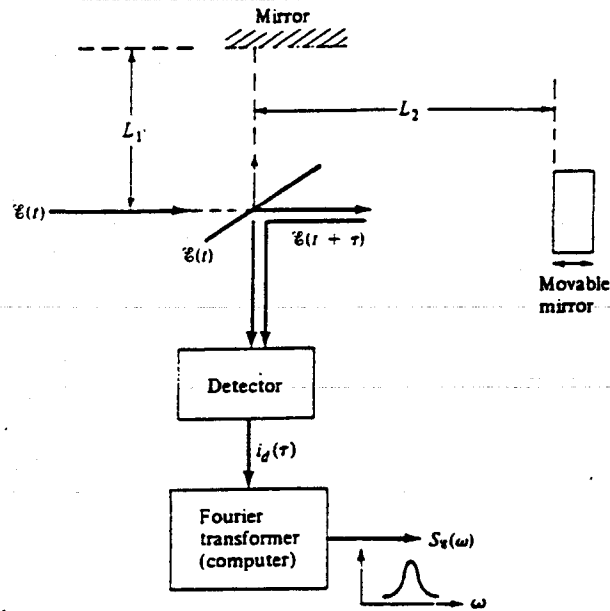 Mirror
L₁
L₂
ℰ(t)
ℰ(t)
ℰ(t + τ)
Movable
mirror
Detector
i_d(τ)
Fourier
transformer
(computer)
S_ℰ(ω)
ω